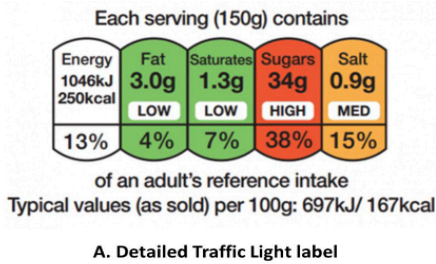 Each serving (150g) contains
Energy Fat Saturates Sugars Salt
1046kJ 250kcal 3.0g 1.3g 34g 0.9g
LOW LOW HIGH MED
13% 4% 7% 38% 15%
of an adult's reference intake
Typical values (as sold) per 100g: 697kJ/ 167kcal
A. Detailed Traffic Light label